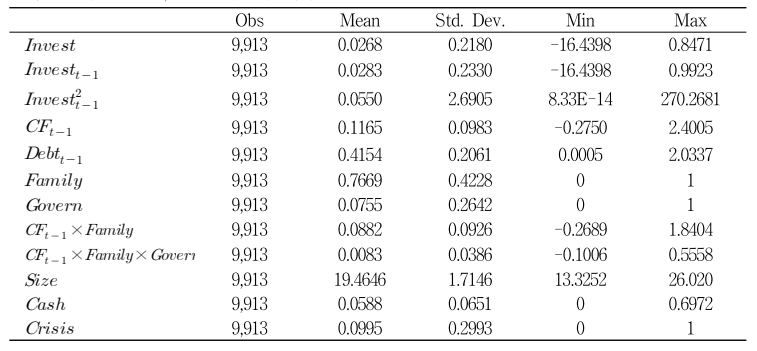 Obs Mean Std. Dev. Min Max
Invest 9,913 0.0268 0.2180 -16.4398 0.8471
Invest_{t-1} 9,913 0.0283 0.2330 -16.4398 0.9923
Invest^2_{t-1} 9,913 0.0550 2.6905 8.33E-14 270.2681
CF_{t-1} 9,913 0.1165 0.0983 -0.2750 2.4005
Debt_{t-1} 9,913 0.4154 0.2061 0.0005 2.0337
Family 9,913 0.7669 0.4228 0 1
Govern 9,913 0.0755 0.2642 0 1
CF_{t-1}×Family 9,913 0.0882 0.0926 -0.2689 1.8404
CF_{t-1}×Family×Govern 9,913 0.0083 0.0386 -0.1006 0.5558
Size 9,913 19.4646 1.7146 13.3252 26.020
Cash 9,913 0.0588 0.0651 0 0.6972
Crisis 9,913 0.0995 0.2993 0 1